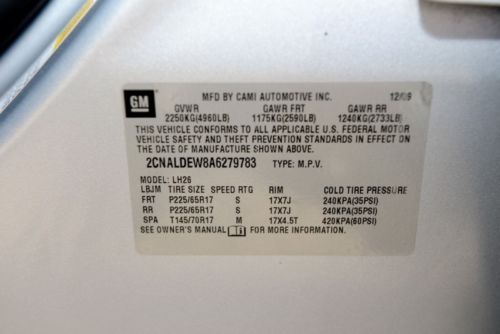 GM
MFD BY CAMI AUTOMOTIVE INC. 12/09
GVWR GAWR FRT GAWR RR
2250KG(4960LB) 1175KG(2590LB) 1240KG(2733LB)
THIS VEHICLE CONFORMS TO ALL APPLICABLE U.S. FEDERAL MOTOR
VEHICLE SAFETY AND THEFT PREVENTION STANDARDS IN EFFECT ON
THE DATE OF MANUFACTURE SHOWN ABOVE.
2CNALDEW8A6279783 TYPE: M.P.V.
MODEL: LH26
LBJM TIRE SIZE SPEED RTG RIM COLD TIRE PRESSURE
FRT P225/65R17 S 17X7J 240KPA(35PSI)
RR P225/65R17 S 17X7J 240KPA(35PSI)
SPA T145/70R17 M 17X4.5T 420KPA(60PSI)
SEE OWNER'S MANUAL FOR MORE INFORMATION.